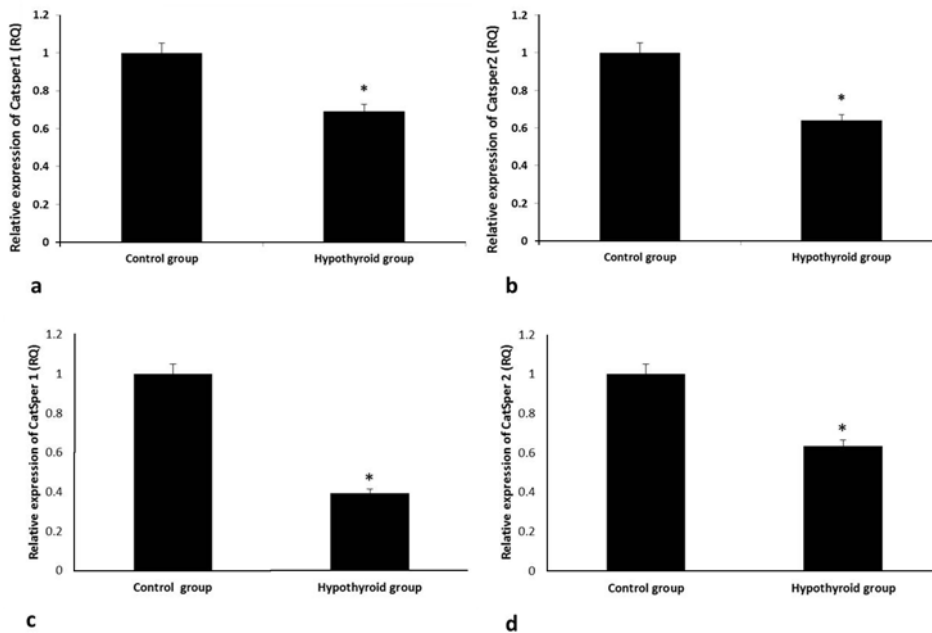 1.2
1
0.8
0.6
0.4
0.2
0
Relative expression of Catsper1 (RQ)
*
Control group
Hypothyroid group
a
1.2
1
0.8
0.6
0.4
0.2
0
Relative expression of Catsper2 (RQ)
*
Control group
Hypothyroid group
b
1.2
1
0.8
0.6
0.4
0.2
0
Relative expression of CatSper 1 (RQ)
*
Control group
Hypothyroid group
c
1.2
1
0.8
0.6
0.4
0.2
0
Relative expression of CatSper 2 (RQ)
*
Control group
Hypothyroid group
d